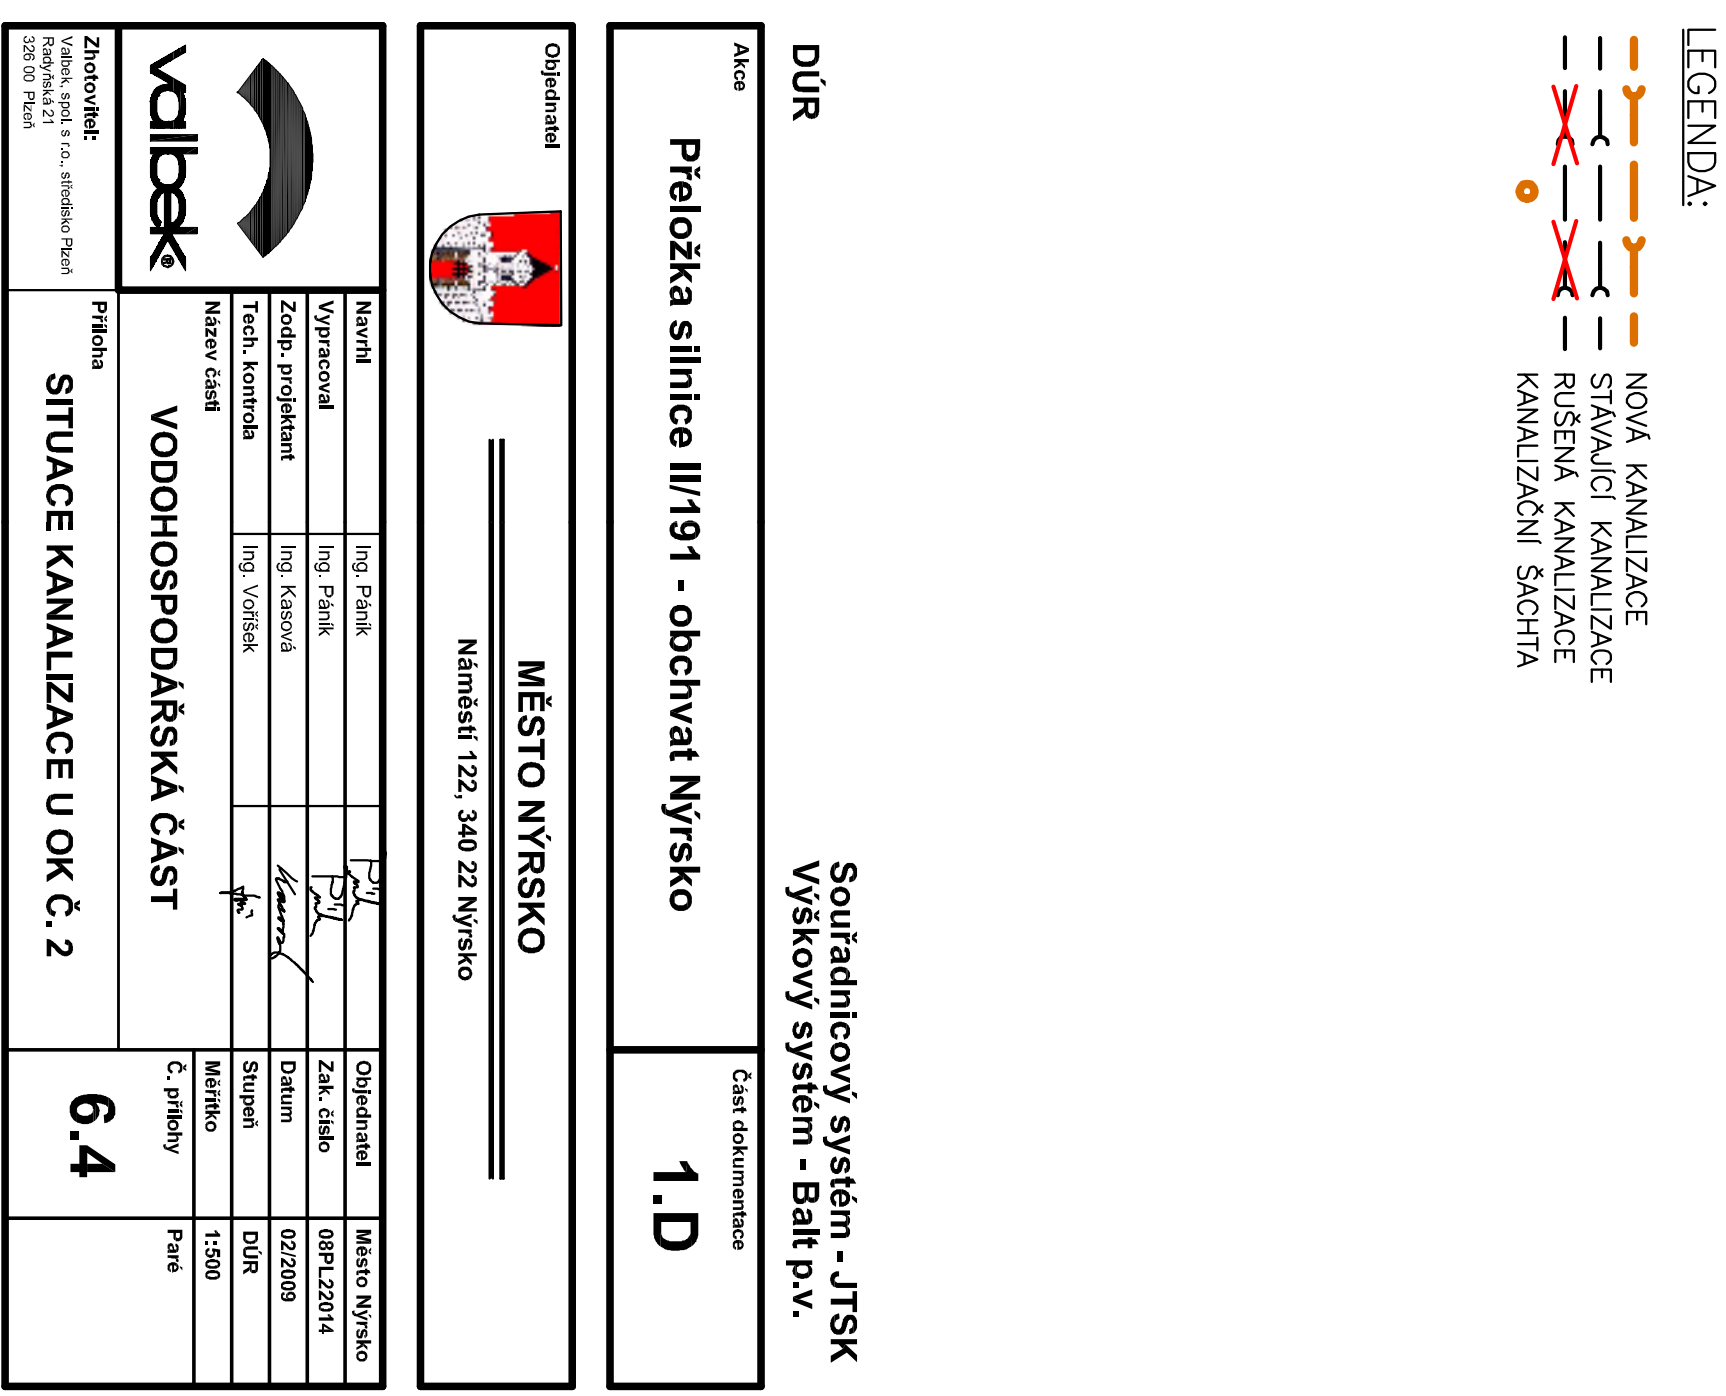 LEGENDA:
NOVÁ KANALIZACE
STÁVAJÍCÍ KANALIZACE
RUŠENÁ KANALIZACE
KANALIZAČNÍ ŠACHTA
Souřadnicový systém - JTSK
Výškový systém - Balt p.v.
DÚR
Akce
Přeložka silnice II/191 - obchvat Nýrsko
Část dokumentace
1.D
Objednatel
MĚSTO NÝRSKO
Náměstí 122, 340 22 Nýrsko
valbek®
Zhotovitel:
Valbek, spol. s r.o., středisko Plzeň
Radyňská 21
326 00 Plzeň
Navrhl Ing. Páník Objednatel Město Nýrsko
Vypracoval Ing. Páník Zak. číslo 08PL22014
Zodp. projektant Ing. Kasová Datum 02/2009
Tech. kontrola Ing. Voříšek Stupeň DÚR
Název části Měřítko 1:500
VODOHOSPODÁŘSKÁ ČÁST
Č. přílohy Paré
6.4
Příloha
SITUACE KANALIZACE U OK Č. 2